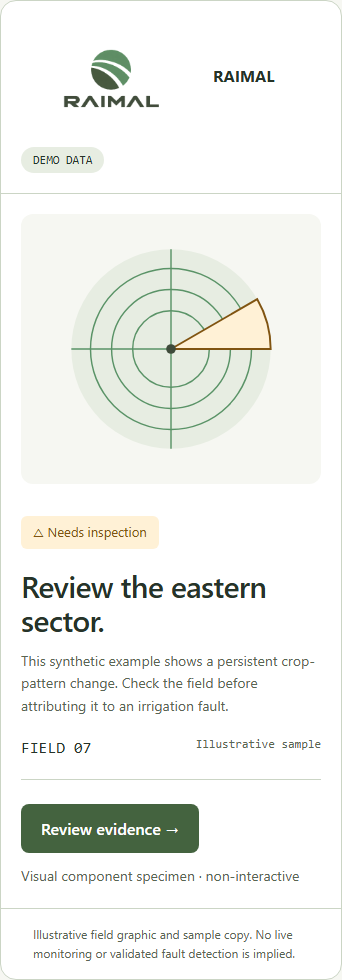 RAIMAL
RAIMAL
DEMO DATA
△ Needs inspection
Review the eastern
sector.
This synthetic example shows a persistent crop-
pattern change. Check the field before
attributing it to an irrigation fault.
FIELD 07
Illustrative sample
Review evidence →
Visual component specimen · non-interactive
Illustrative field graphic and sample copy. No live
monitoring or validated fault detection is implied.